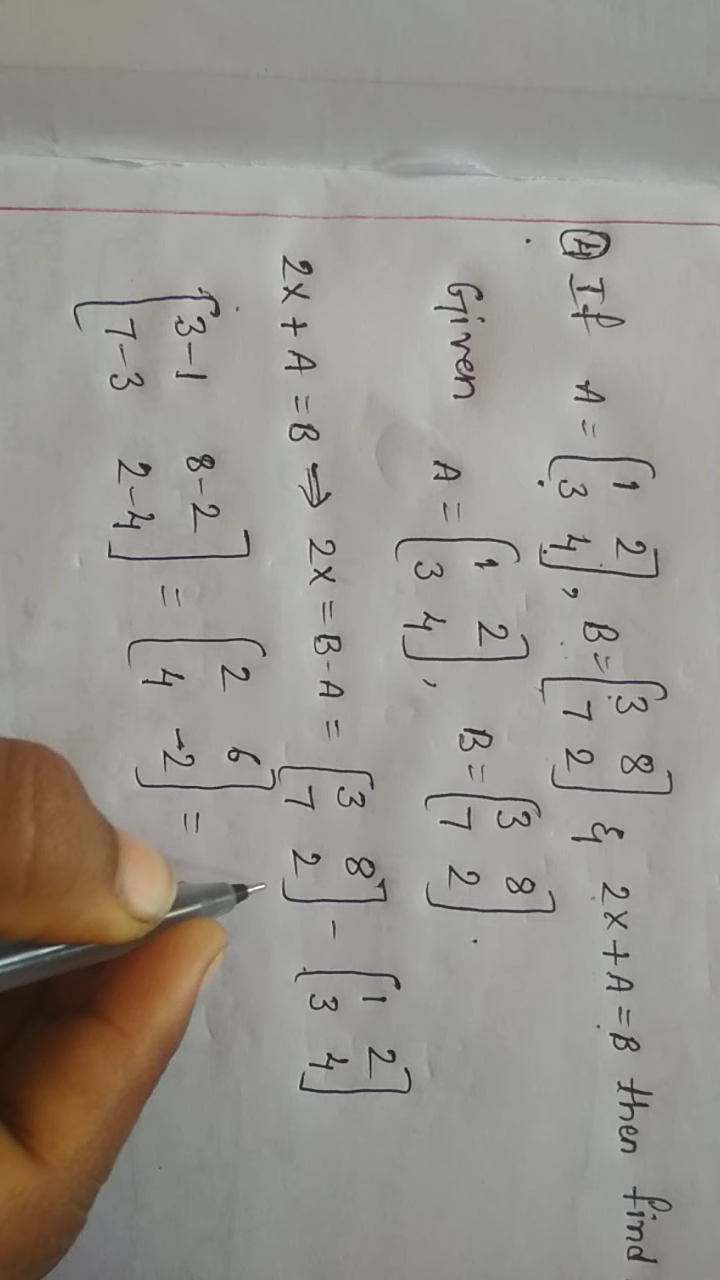 ④ If A = [1 2 3 4], B = [3 8 7 2] & 2x+A=B then find
Given A = [1 2 3 4], B = [3 8 7 2].
2x+A=B ⇒ 2x=B-A = [3 8 7 2] - [1 2 3 4]
[3-1 8-2 7-3 2-4] = [2 6 4 -2] =